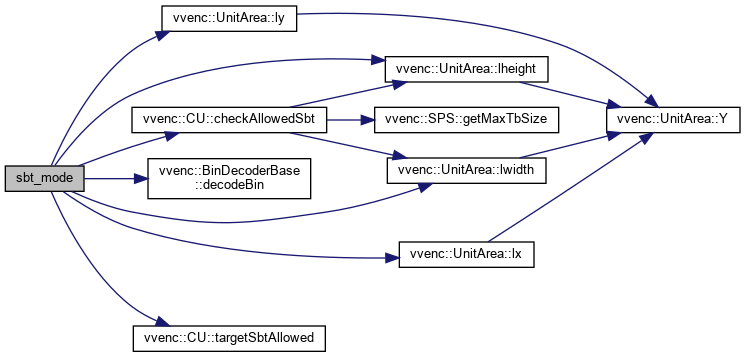 vvenc::UnitArea::ly
vvenc::UnitArea::lheight
vvenc::CU::checkAllowedSbt
vvenc::SPS::getMaxTbSize
vvenc::UnitArea::Y
sbt_mode
vvenc::BinDecoderBase
::decodeBin
vvenc::UnitArea::lwidth
vvenc::UnitArea::lx
vvenc::CU::targetSbtAllowed